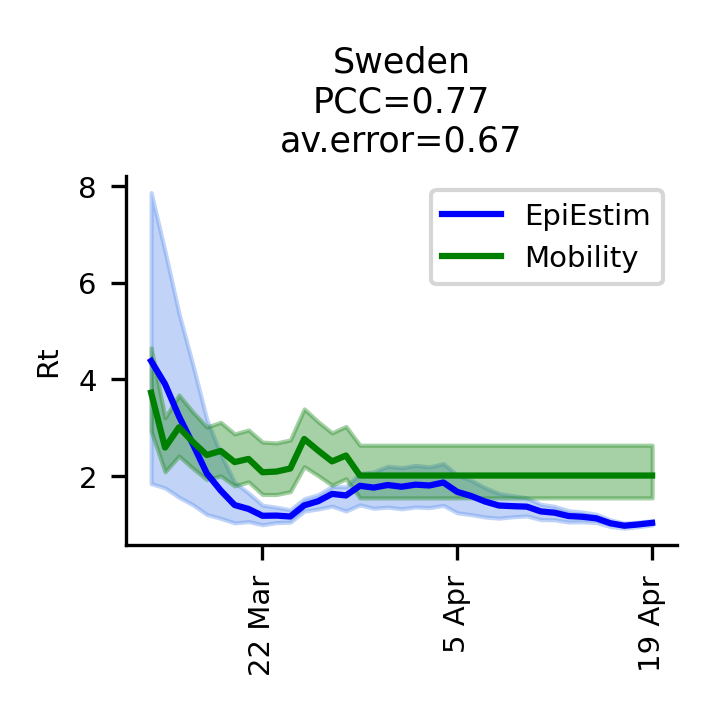 Sweden
PCC=0.77
av.error=0.67
EpiEstim
Mobility
8
6
4
2
Rt
22 Mar
5 Apr
19 Apr